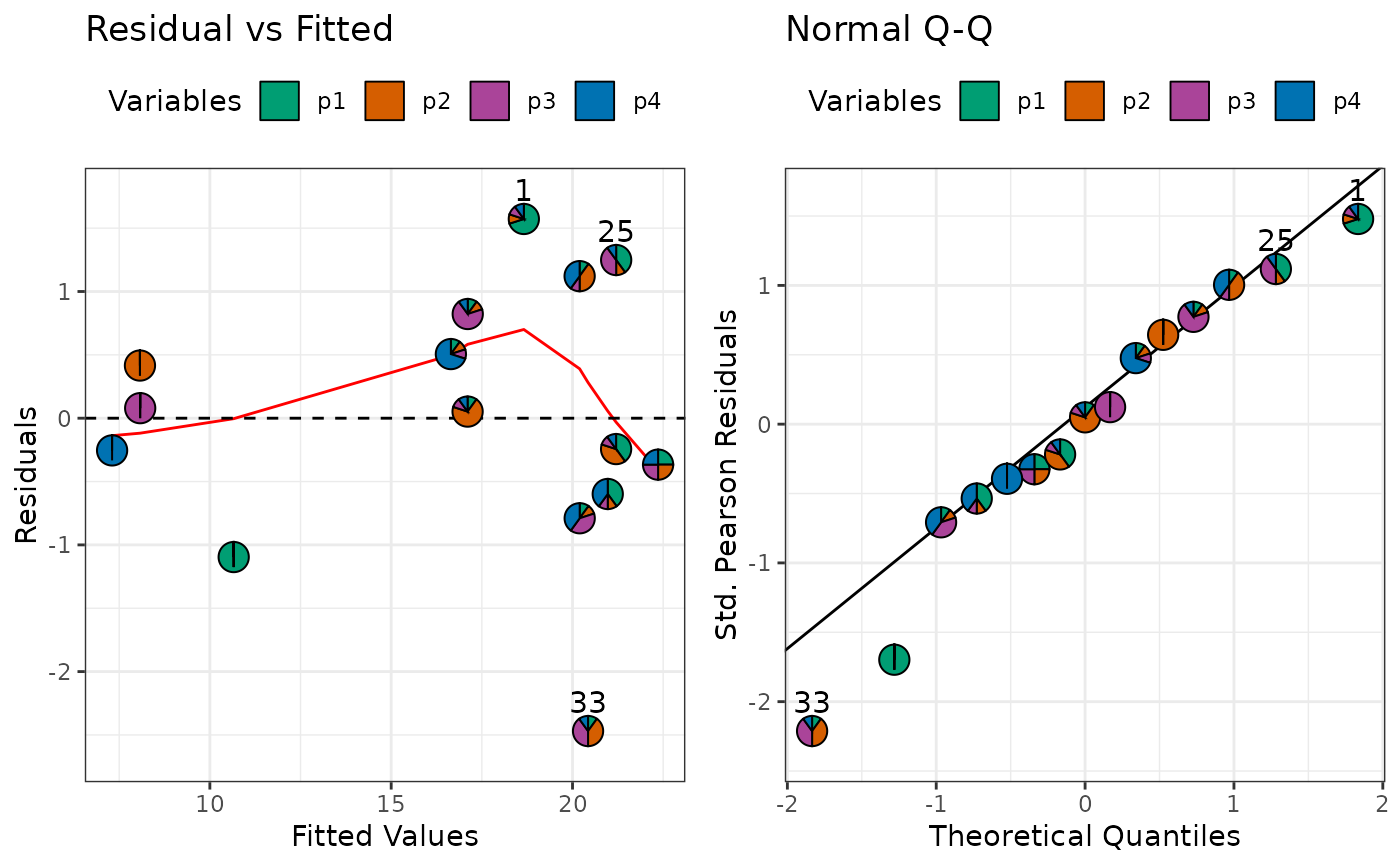 Residual vs Fitted
Variables p1 p2 p3 p4
1
25
33
1
0
-1
-2
Residuals
10 15 20
Fitted Values
Normal Q-Q
Variables p1 p2 p3 p4
1
25
33
1
0
-1
-2
Std. Pearson Residuals
-2 -1 0 1 2
Theoretical Quantiles